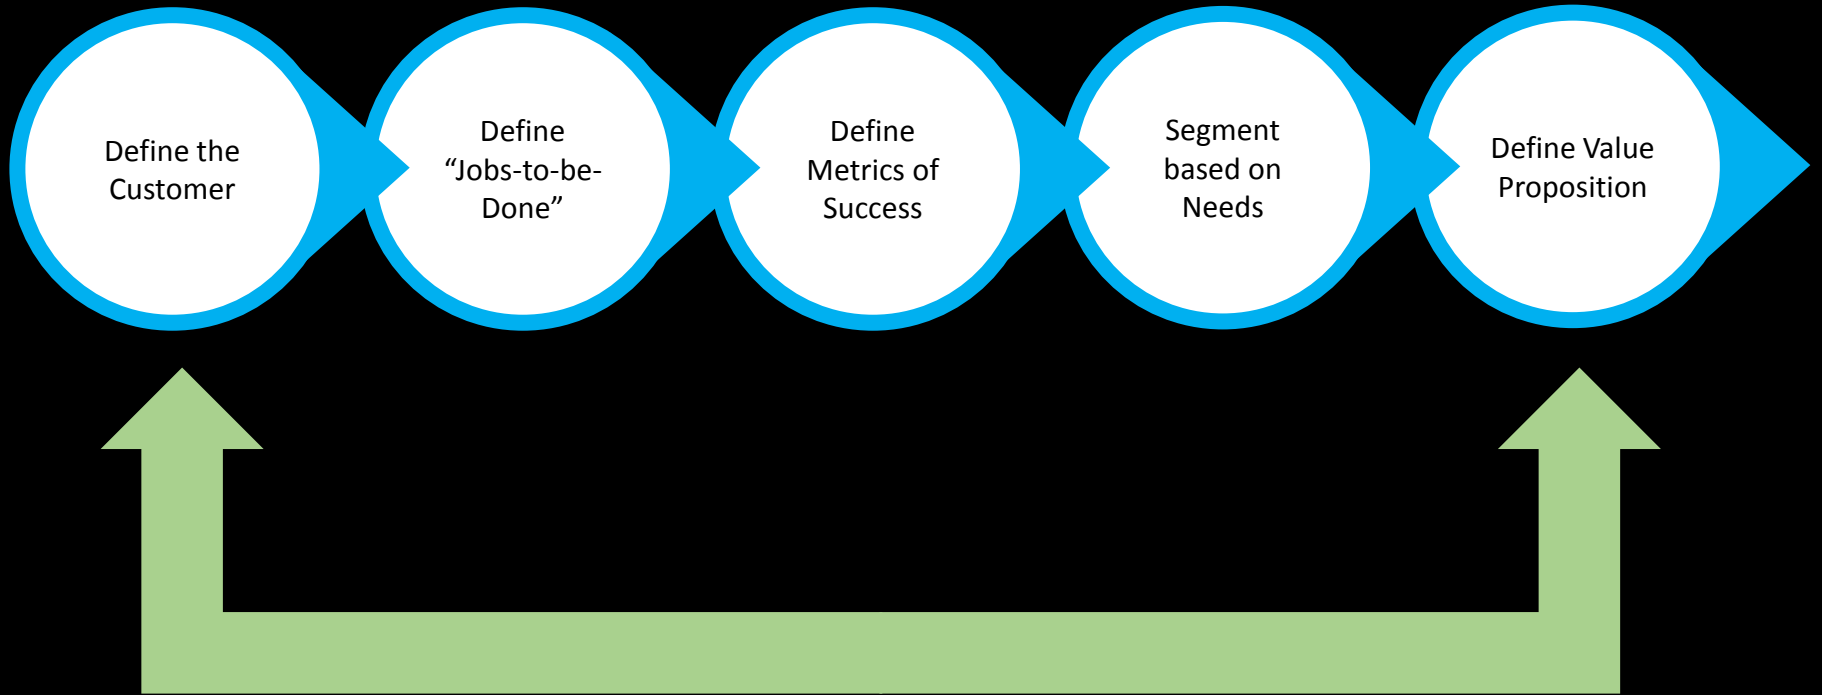 Define the
Customer
Define
“Jobs-to-be-
Done”
Define
Metrics of
Success
Segment
based on
Needs
Define Value
Proposition